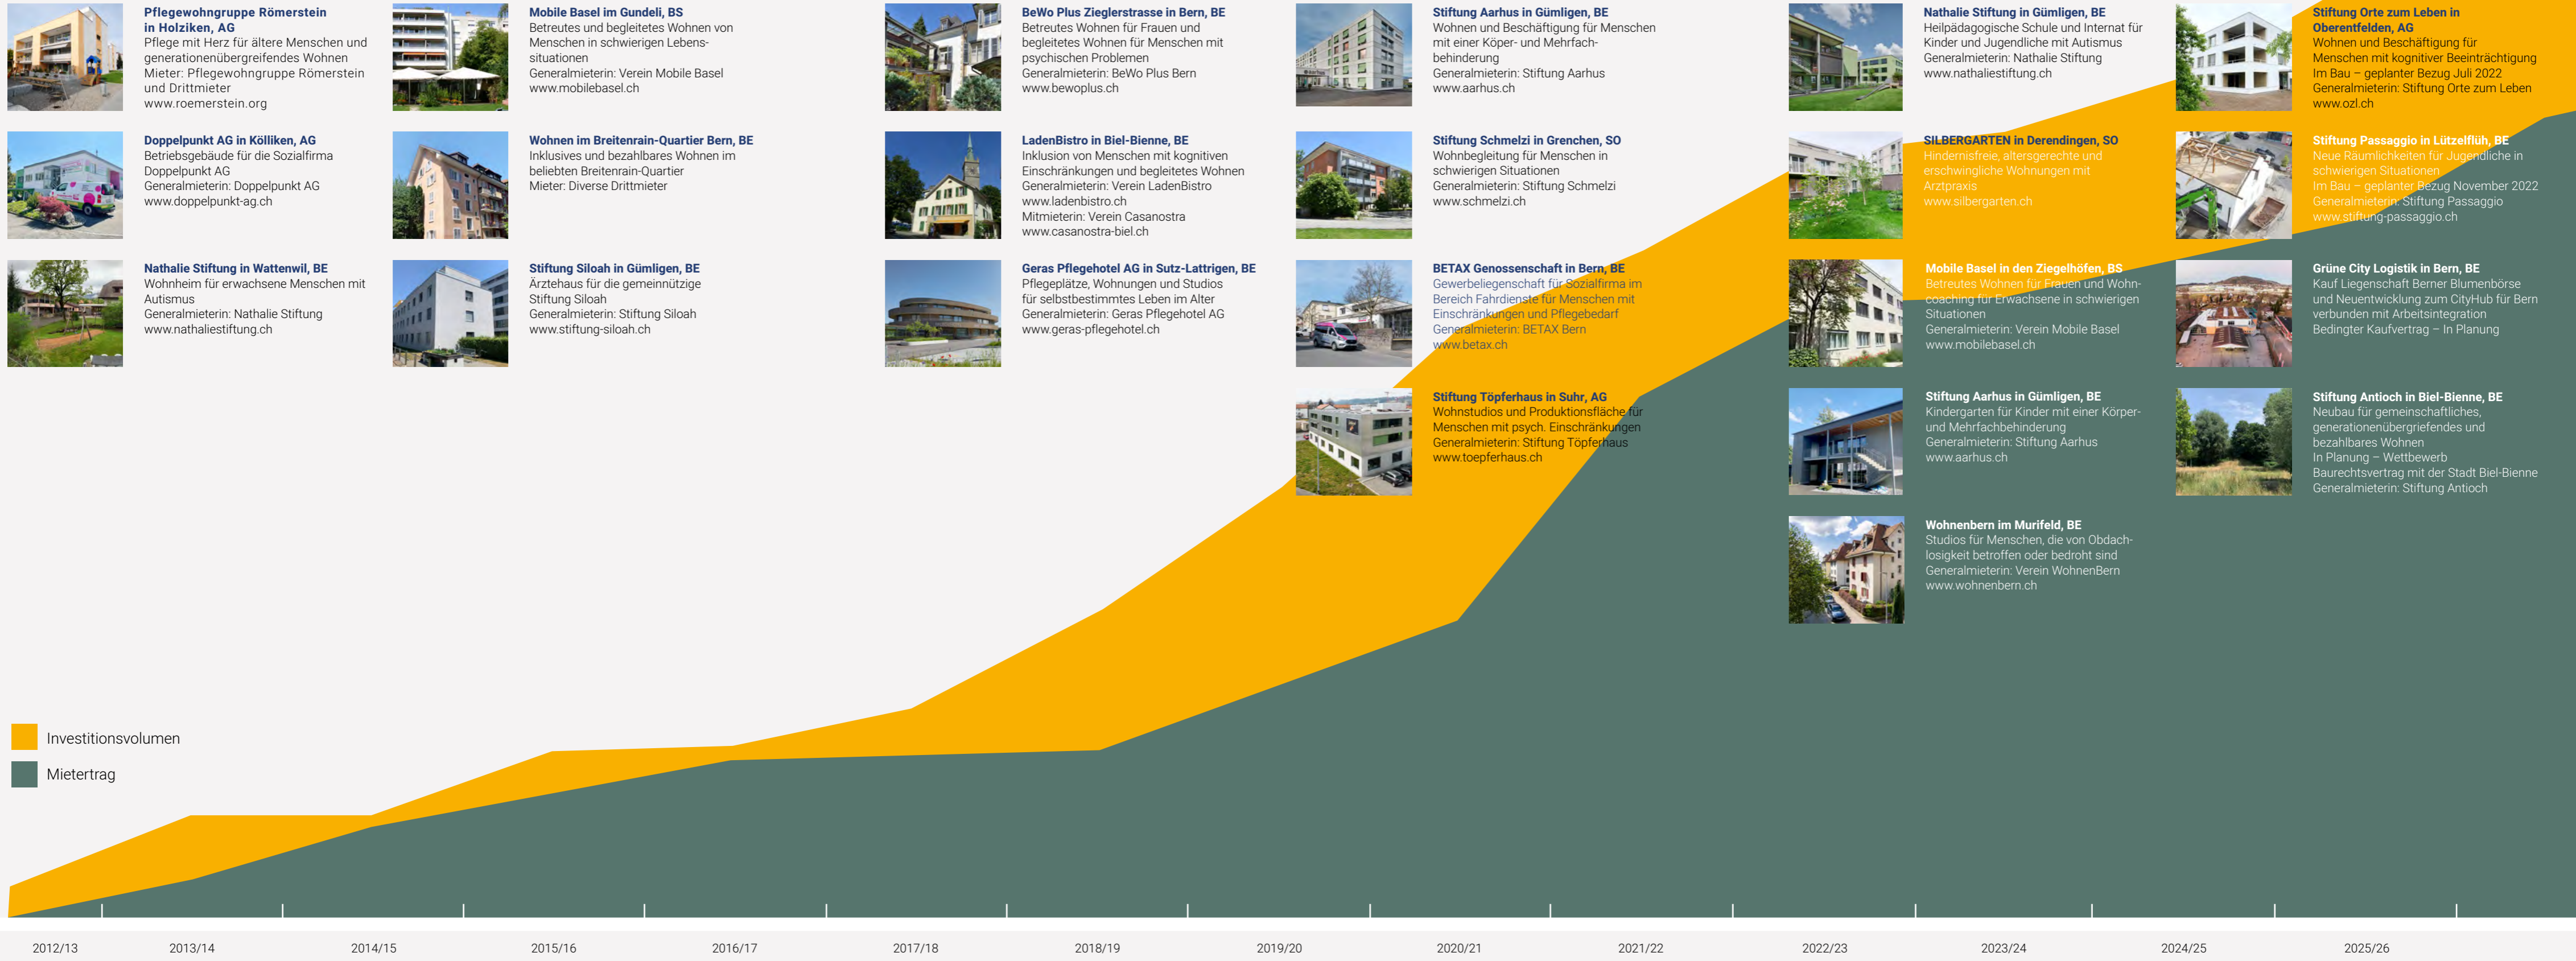 Pflegewohngruppe Römerstein
in Holziken, AG
Pflege mit Herz für ältere Menschen und
generationenübergreifendes Wohnen
Mieter: Pflegewohngruppe Römerstein
und Drittmieter
www.roemerstein.org
Doppelpunkt AG in Kölliken, AG
Betriebsgebäude für die Sozialfirma
Doppelpunkt AG
Generalmieterin: Doppelpunkt AG
www.doppelpunkt-ag.ch
Nathalie Stiftung in Wattenwil, BE
Wohnheim für erwachsene Menschen mit
Autismus
Generalmieterin: Nathalie Stiftung
www.nathaliestiftung.ch
Mobile Basel im Gundeli, BS
Betreutes und begleitetes Wohnen von
Menschen in schwierigen Lebens-
situationen
Generalmieterin: Verein Mobile Basel
www.mobilebasel.ch
Wohnen im Breitenrain-Quartier Bern, BE
Inklusives und bezahlbares Wohnen im
beliebten Breitenrain-Quartier
Mieter: Diverse Drittmieter
Stiftung Siloah in Gümligen, BE
Ärztehaus für die gemeinnützige
Stiftung Siloah
Generalmieterin: Stiftung Siloah
www.stiftung-siloah.ch
BeWo Plus Zieglerstrasse in Bern, BE
Betreutes Wohnen für Frauen und
begleitetes Wohnen für Menschen mit
psychischen Problemen
Generalmieterin: BeWo Plus Bern
www.bewoplus.ch
LadenBistro in Biel-Bienne, BE
Inklusion von Menschen mit kognitiven
Einschränkungen und begleitetes Wohnen
Generalmieterin: Verein LadenBistro
www.ladenbistro.ch
Mitmieterin: Verein Casanostra
www.casanostra-biel.ch
Geras Pflegehotel AG in Sutz-Lattrigen, BE
Pflegeplätze, Wohnungen und Studios
für selbstbestimmtes Leben im Alter
Generalmieterin: Geras Pflegehotel AG
www.geras-pflegehotel.ch
Stiftung Aarhus in Gümligen, BE
Wohnen und Beschäftigung für Menschen
mit einer Köper- und Mehrfach-
behinderung
Generalmieterin: Stiftung Aarhus
www.aarhus.ch
Stiftung Schmelzi in Grenchen, SO
Wohnbegleitung für Menschen in
schwierigen Situationen
Generalmieterin: Stiftung Schmelzi
www.schmelzi.ch
BETAX Genossenschaft in Bern, BE
Gewerbeliegenschaft für Sozialfirma im
Bereich Fahrdienste für Menschen mit
Einschränkungen und Pflegebedarf
Generalmieterin: BETAX Bern
www.betax.ch
Stiftung Töpferhaus in Suhr, AG
Wohnstudios und Produktionsfläche für
Menschen mit psych. Einschränkungen
Generalmieterin: Stiftung Töpferhaus
www.toepferhaus.ch
Nathalie Stiftung in Gümligen, BE
Heilpädagogische Schule und Internat für
Kinder und Jugendliche mit Autismus
Generalmieterin: Nathalie Stiftung
www.nathaliestiftung.ch
SILBERGARTEN in Derendingen, SO
Hindernisfreie, altersgerechte und
erschwingliche Wohnungen mit
Arztpraxis
www.silbergarten.ch
Mobile Basel in den Ziegelhöfen, BS
Betreutes Wohnen für Frauen und Wohn-
coaching für Erwachsene in schwierigen
Situationen
Generalmieterin: Verein Mobile Basel
www.mobilebasel.ch
Stiftung Aarhus in Gümligen, BE
Kindergarten für Kinder mit einer Körper-
und Mehrfachbehinderung
Generalmieterin: Stiftung Aarhus
www.aarhus.ch
Wohnenbern im Murifeld, BE
Studios für Menschen, die von Obdach-
losigkeit betroffen oder bedroht sind
Generalmieterin: Verein WohnenBern
www.wohnenbern.ch
Stiftung Orte zum Leben in
Oberentfelden, AG
Wohnen und Beschäftigung für
Menschen mit kognitiver Beeinträchtigung
Im Bau – geplanter Bezug Juli 2022
Generalmieterin: Stiftung Orte zum Leben
www.ozl.ch
Stiftung Passaggio in Lützelflüh, BE
Neue Räumlichkeiten für Jugendliche in
schwierigen Situationen
Im Bau – geplanter Bezug November 2022
Generalmieterin: Stiftung Passaggio
www.stiftung-passaggio.ch
Grüne City Logistik in Bern, BE
Kauf Liegenschaft Berner Blumenbörse
und Neuentwicklung zum CityHub für Bern
verbunden mit Arbeitsintegration
Bedingter Kaufvertrag – In Planung
Stiftung Antioch in Biel-Bienne, BE
Neubau für gemeinschaftliches,
generationenübergriefendes und
bezahlbares Wohnen
In Planung – Wettbewerb
Baurechtsvertrag mit der Stadt Biel-Bienne
Generalmieterin: Stiftung Antioch
Investitionsvolumen
Mietertrag
2012/13
2013/14
2014/15
2015/16
2016/17
2017/18
2018/19
2019/20
2020/21
2021/22
2022/23
2023/24
2024/25
2025/26